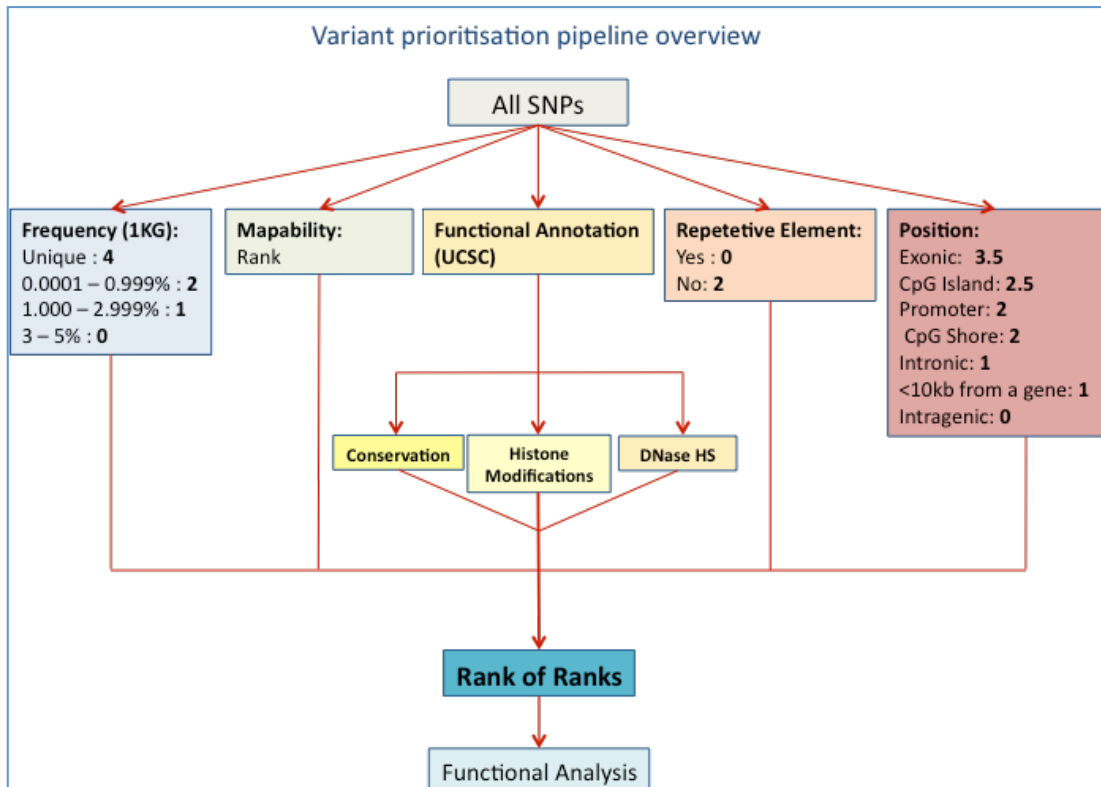 Variant prioritisation pipeline overview
All SNPs
Frequency (1KG):
Unique : 4
0.0001 – 0.999% : 2
1.000 – 2.999% : 1
3 – 5% : 0
Mapability:
Rank
Functional Annotation
(UCSC)
Repetetive Element:
Yes : 0
No: 2
Position:
Exonic: 3.5
CpG Island: 2.5
Promoter: 2
CpG Shore: 2
Intronic: 1
<10kb from a gene: 1
Intragenic: 0
Conservation
Histone
Modifications
DNase HS
Rank of Ranks
Functional Analysis